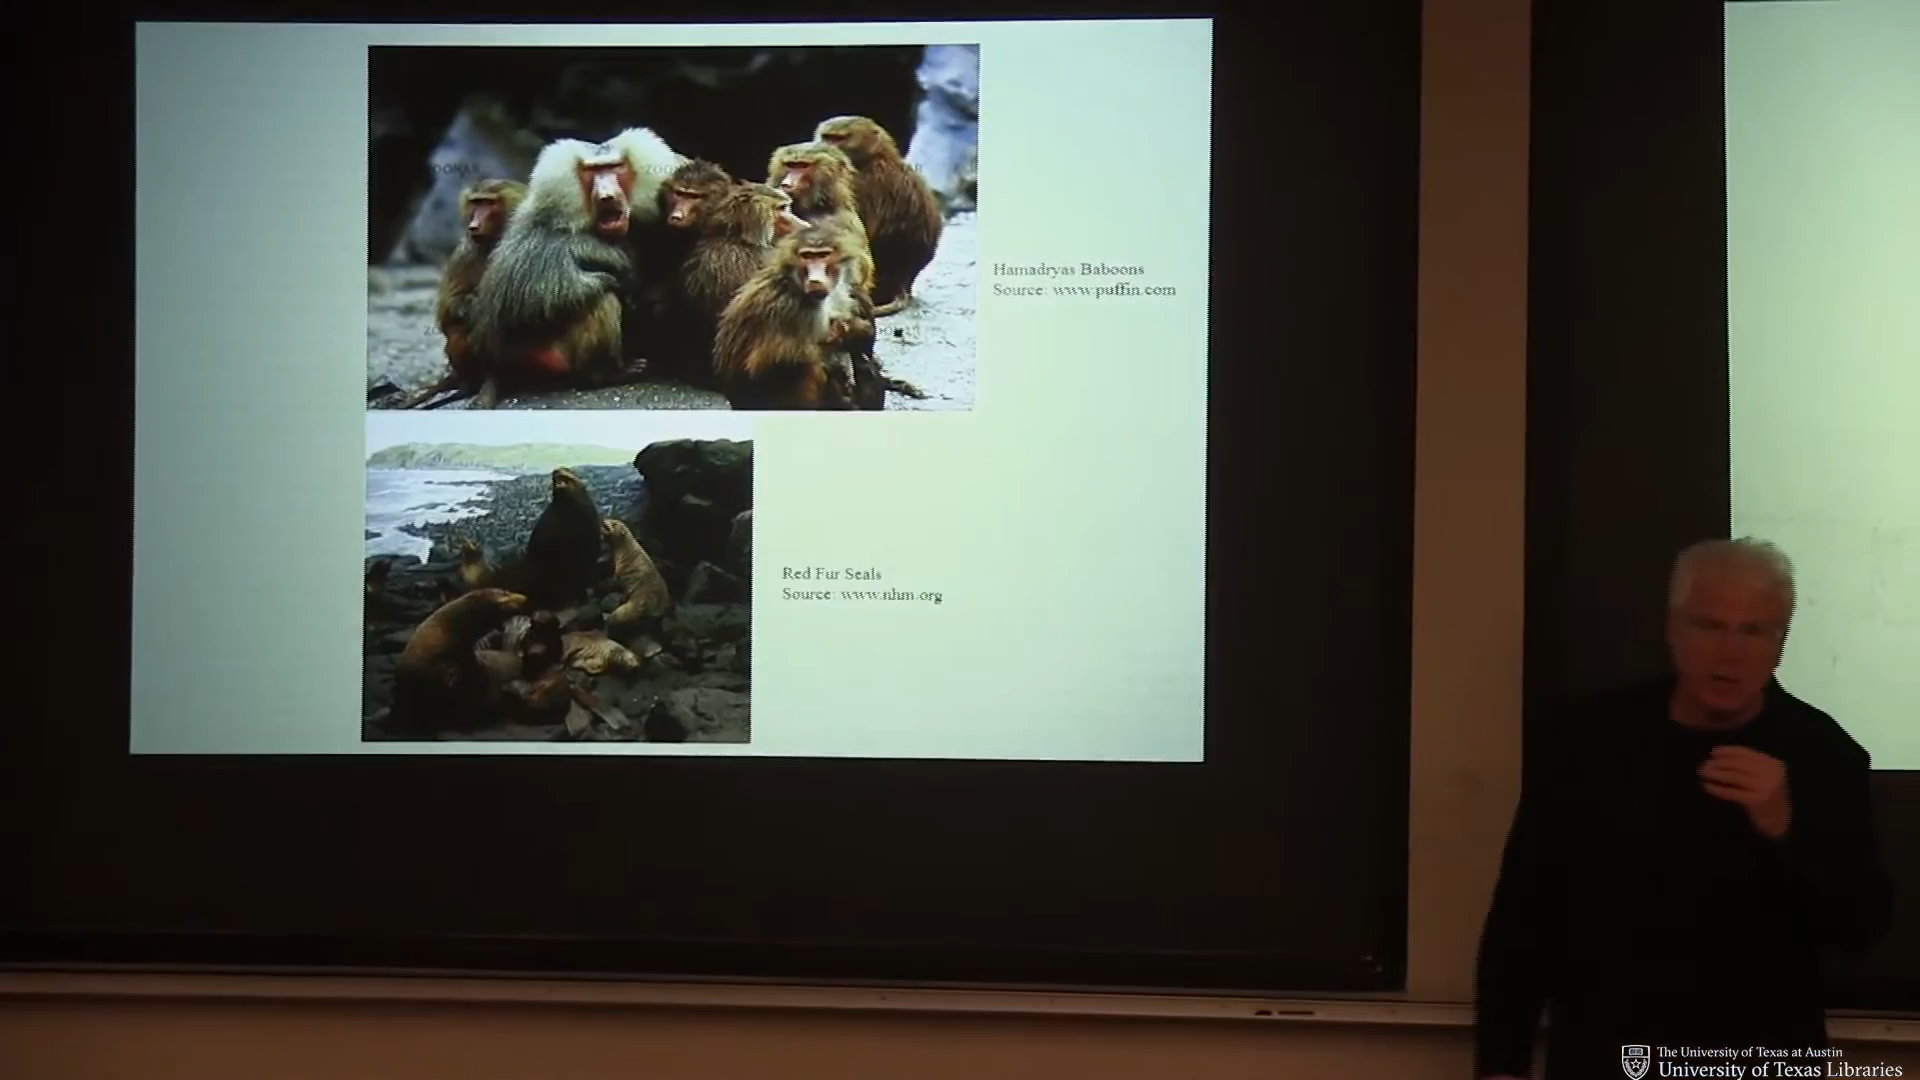 Hamadryas Baboons
Source: www.puffin.com
Red Fur Seals
Source: www.nhm.org
The University of Texas at Austin
University of Texas Libraries